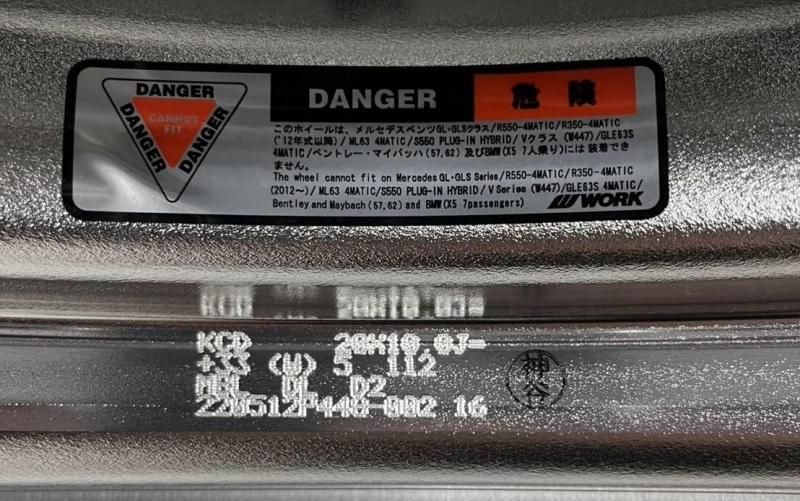 DANGER
DANGER
DANGER
CANNOT
FIT
DANGER
危険
このホイールは、メルセデスベンツGL・GLSクラス/R550-4MATIC/R350-4MATIC
('12年式以降)/ML63 4MATIC/S550 PLUG-IN HYBRID/Vクラス (W447)/GLE63S
4MATIC/ベントレー・マイバッハ(57,62) 及びBMW(X5 7人乗り)には装着でき
ません。
The wheel cannot fit on Mercedes GL・GLS Series/R550-4MATIC/R350-4MATIC
(2012〜)/ML63 4MATIC/S550 PLUG-IN HYBRID/V Series (W447)/GLE63S 4MATIC/
Bentley and Maybach(57,62) and BMW(X5 7passengers)
WORK
KCD 20X10.0J-
+33 (U) 5 112
D2
220512P440-002 16
神谷